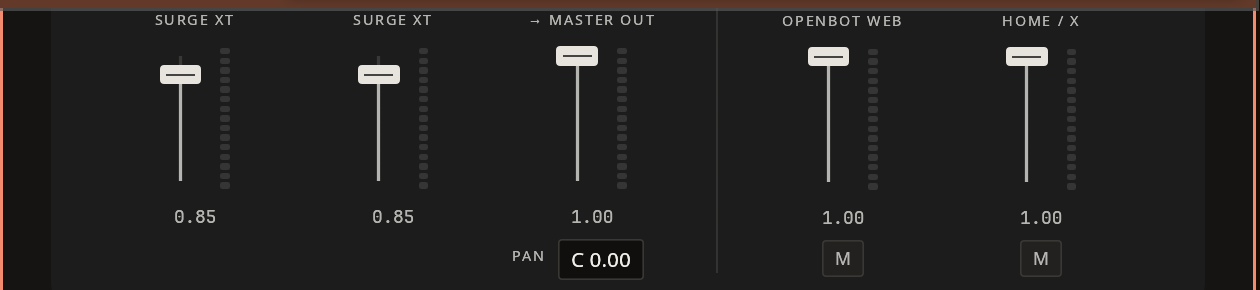 SURGE XT SURGE XT → MASTER OUT OPENBOT WEB HOME / X
0.85 0.85 1.00 1.00 1.00
PAN C 0.00 M M